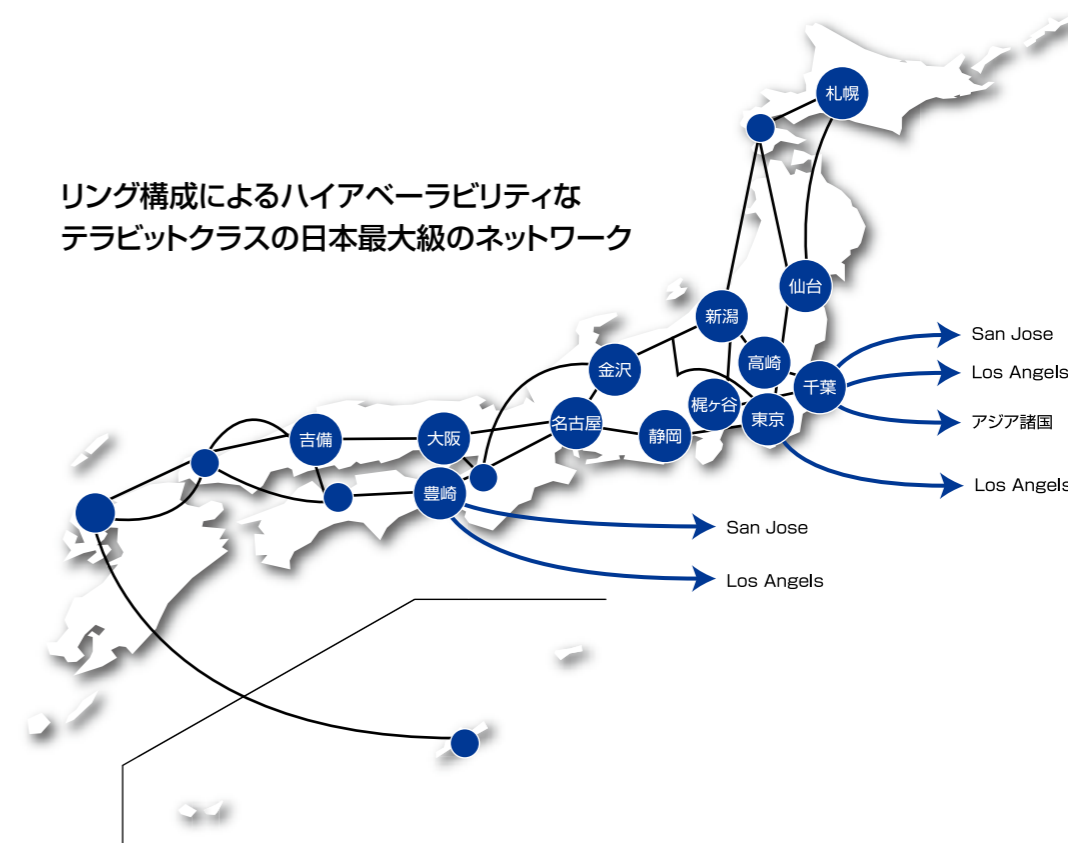 リング構成によるハイアベーラビリティな
テラビットクラスの日本最大級のネットワーク
札幌
仙台
新潟
高崎
金沢
千葉
梶ヶ谷
東京
名古屋
静岡
吉備
大阪
豊崎
San Jose
Los Angels
アジア諸国
Los Angels
San Jose
Los Angels